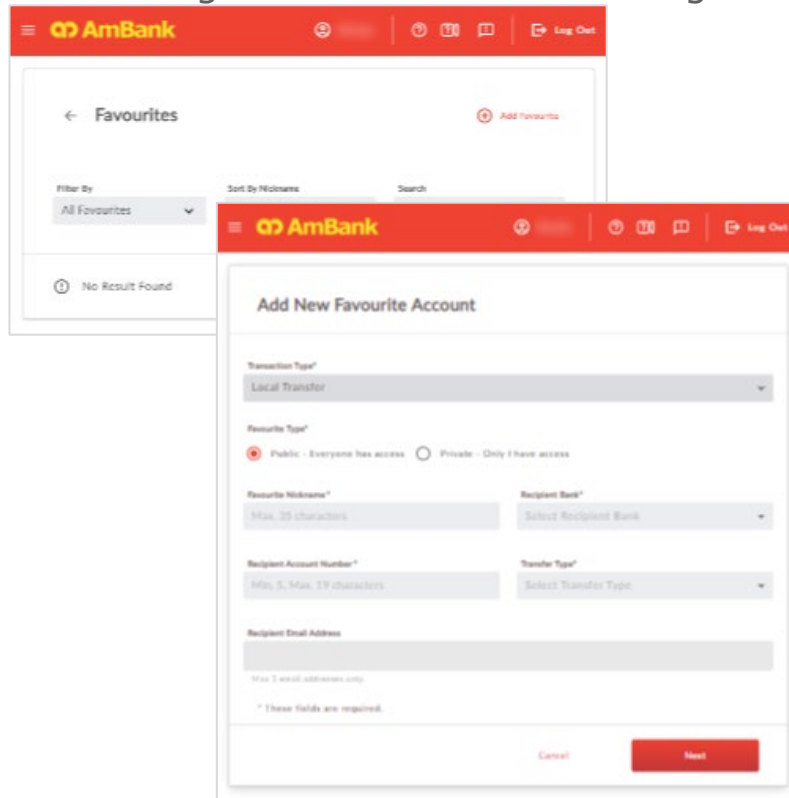 AmBank
Log Out
← Favourites
Add Favourite
Filter By
Sort By Nickname
Search
All Favourites
No Result Found
AmBank
Log Out
Add New Favourite Account
Transaction Type*
Local Transfer
Favourite Type*
Public - Everyone has access Private - Only I have access
Favourite Nickname* Recipient Bank*
Max. 35 characters Select Recipient Bank
Recipient Account Number* Transfer Type*
Min. 5, Max. 19 characters Select Transfer Type
Recipient Email Address
email addresses only.
* These fields are required.
Cancel Next